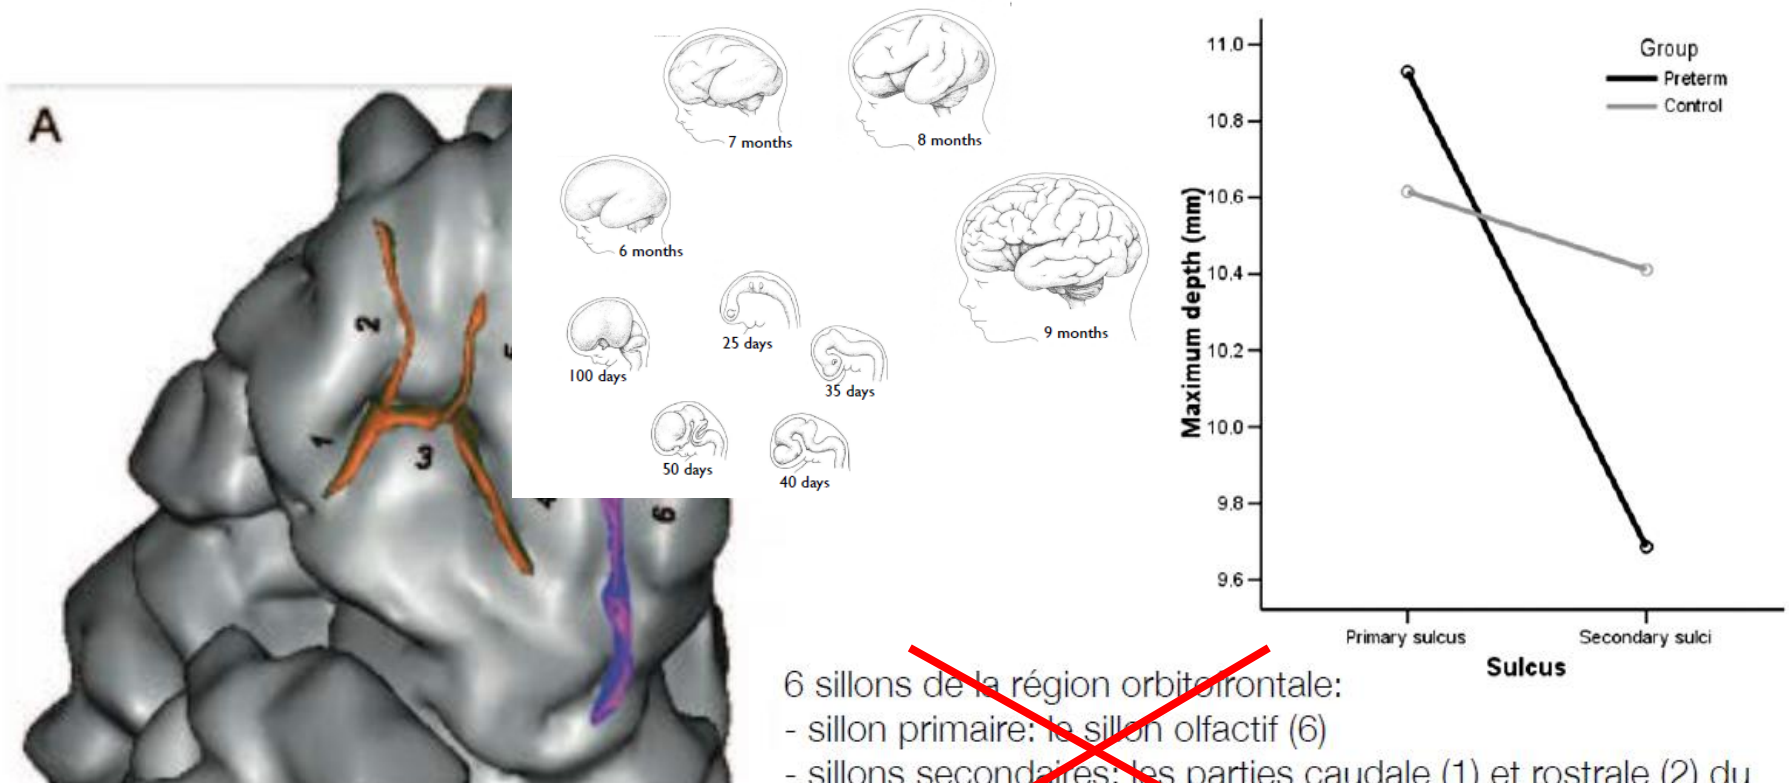 A
2
1
3
6
7 months
8 months
6 months
9 months
25 days
100 days
35 days
50 days
40 days
Group
Preterm
Control
11.0
10.8
10.6
10.4
10.2
10.0
9.8
9.6
Maximum depth (mm)
Primary sulcus
Secondary sulci
Sulcus
6 sillons de la région orbitofrontale:
- sillon primaire: le sillon olfactif (6)
- sillons secondaires: les parties caudale (1) et rostrale (2) du